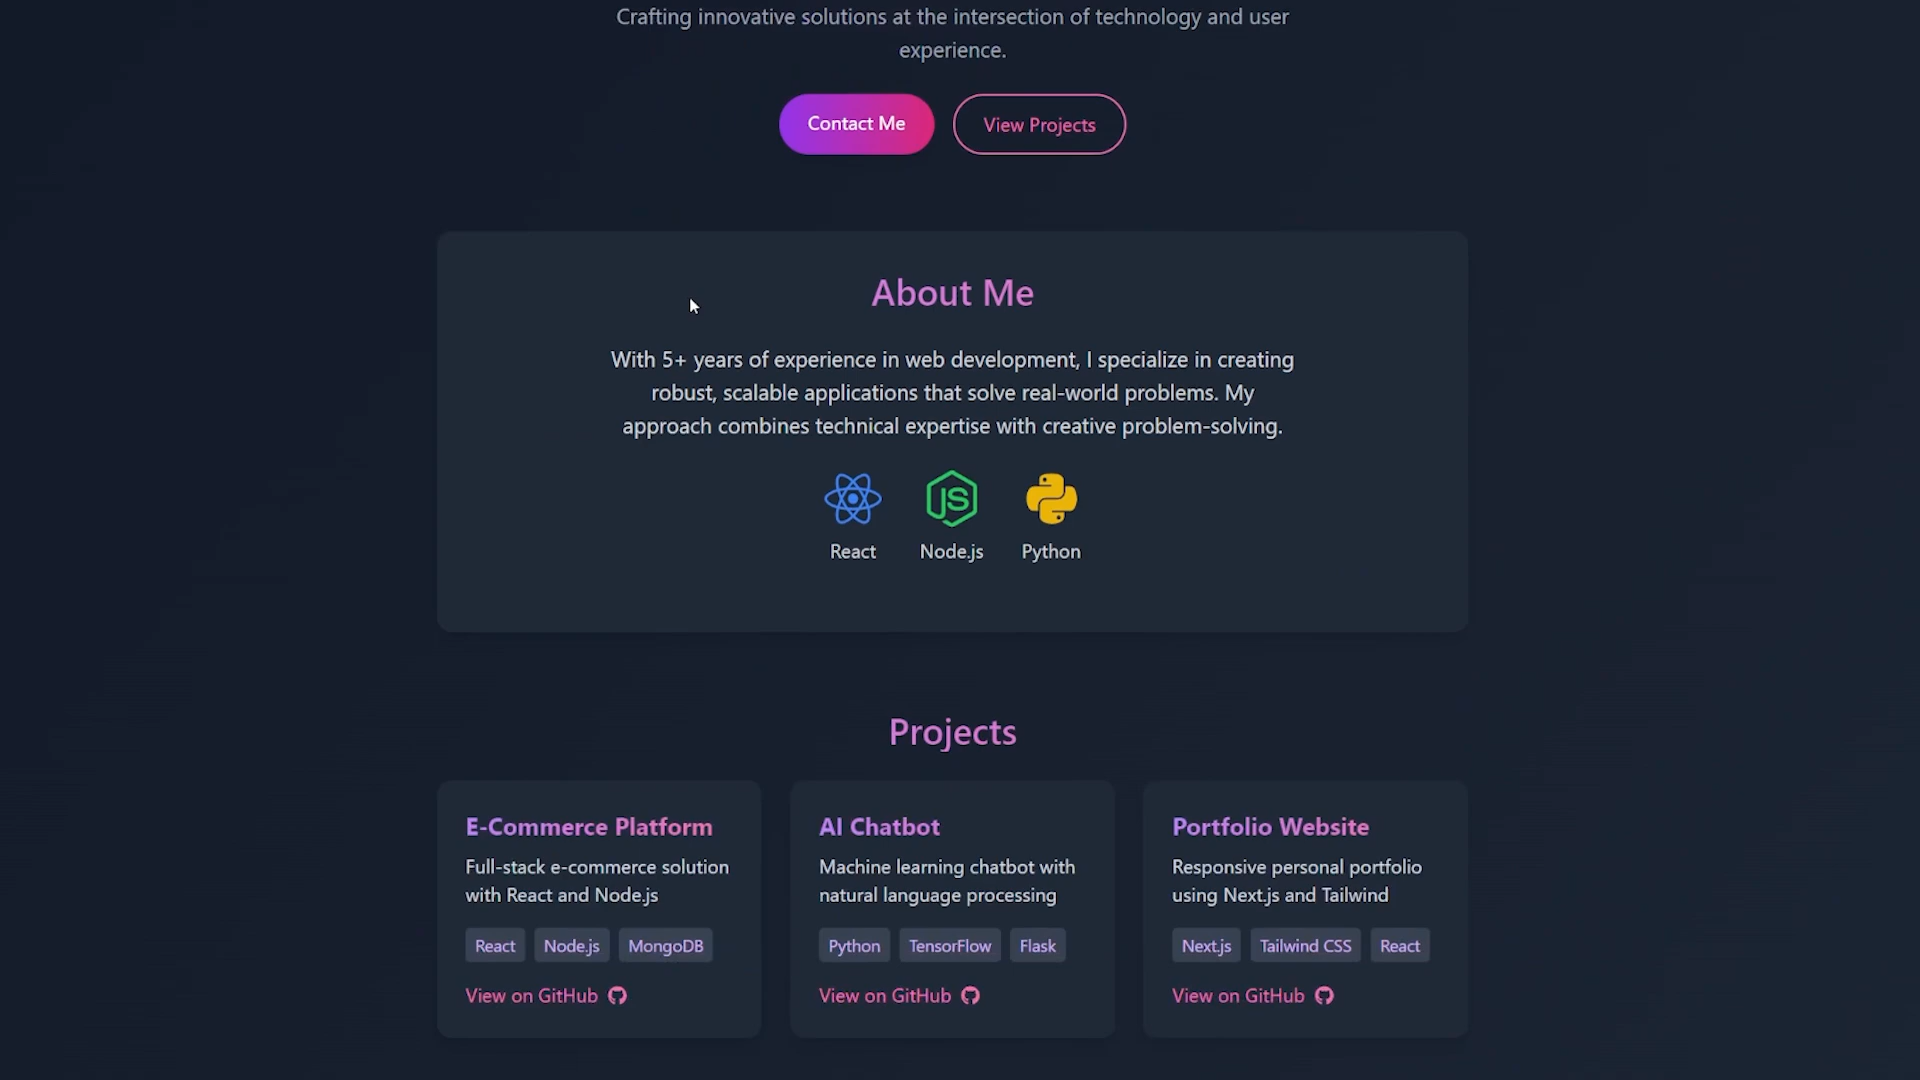 Crafting innovative solutions at the intersection of technology and user
experience.
Contact Me
View Projects
About Me
With 5+ years of experience in web development, I specialize in creating
robust, scalable applications that solve real-world problems. My
approach combines technical expertise with creative problem-solving.
JS
React
Node.js
Python
Projects
E-Commerce Platform
Full-stack e-commerce solution
with React and Node.js
React
Node.js
MongoDB
View on GitHub
AI Chatbot
Machine learning chatbot with
natural language processing
Python
TensorFlow
Flask
View on GitHub
Portfolio Website
Responsive personal portfolio
using Next.js and Tailwind
Next.js
Tailwind CSS
React
View on GitHub